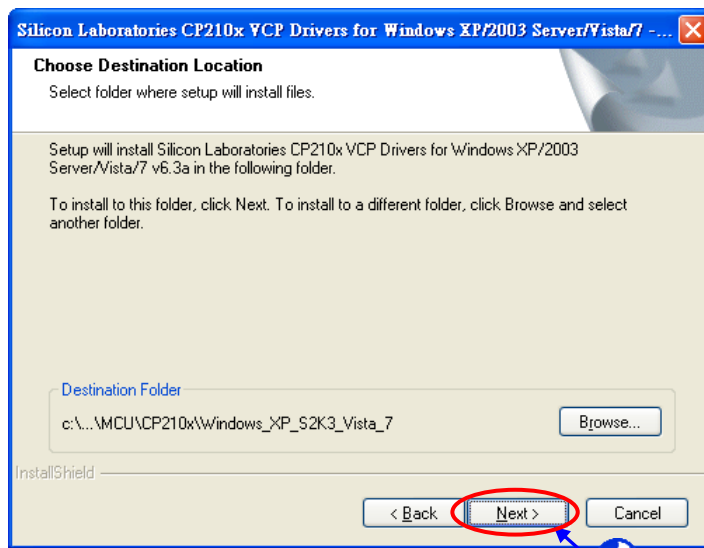 Silicon Laboratories CP210x VCP Drivers for Windows XP/2003 Server/Vista/7 -...
Choose Destination Location
Select folder where setup will install files.
Setup will install Silicon Laboratories CP210x VCP Drivers for Windows XP/2003
Server/Vista/7 v6.3a in the following folder.
To install to this folder, click Next. To install to a different folder, click Browse and select
another folder.
Destination Folder
c:\...\MCU\CP210x\Windows_XP_S2K3_Vista_7
Browse...
InstallShield
< Back
Next >
Cancel